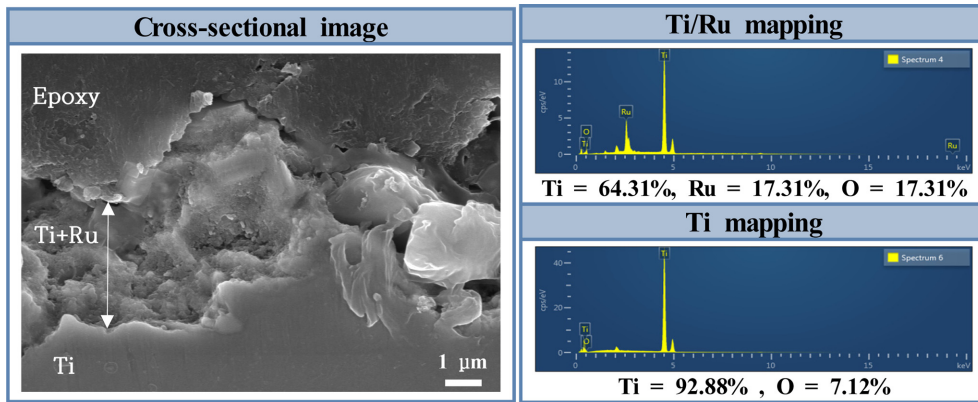 Cross-sectional image
Epoxy
Ti+Ru
Ti
1 μm
Ti/Ru mapping
Ti
Spectrum 4
10
cps/eV
Ru
5
O
Ti
Ru
0
0
5
10
15
keV
Ti = 64.31%, Ru = 17.31%, O = 17.31%
Ti mapping
Ti
Spectrum 6
40
cps/eV
20
Ti
O
0
0
5
10
15
keV
Ti = 92.88% , O = 7.12%